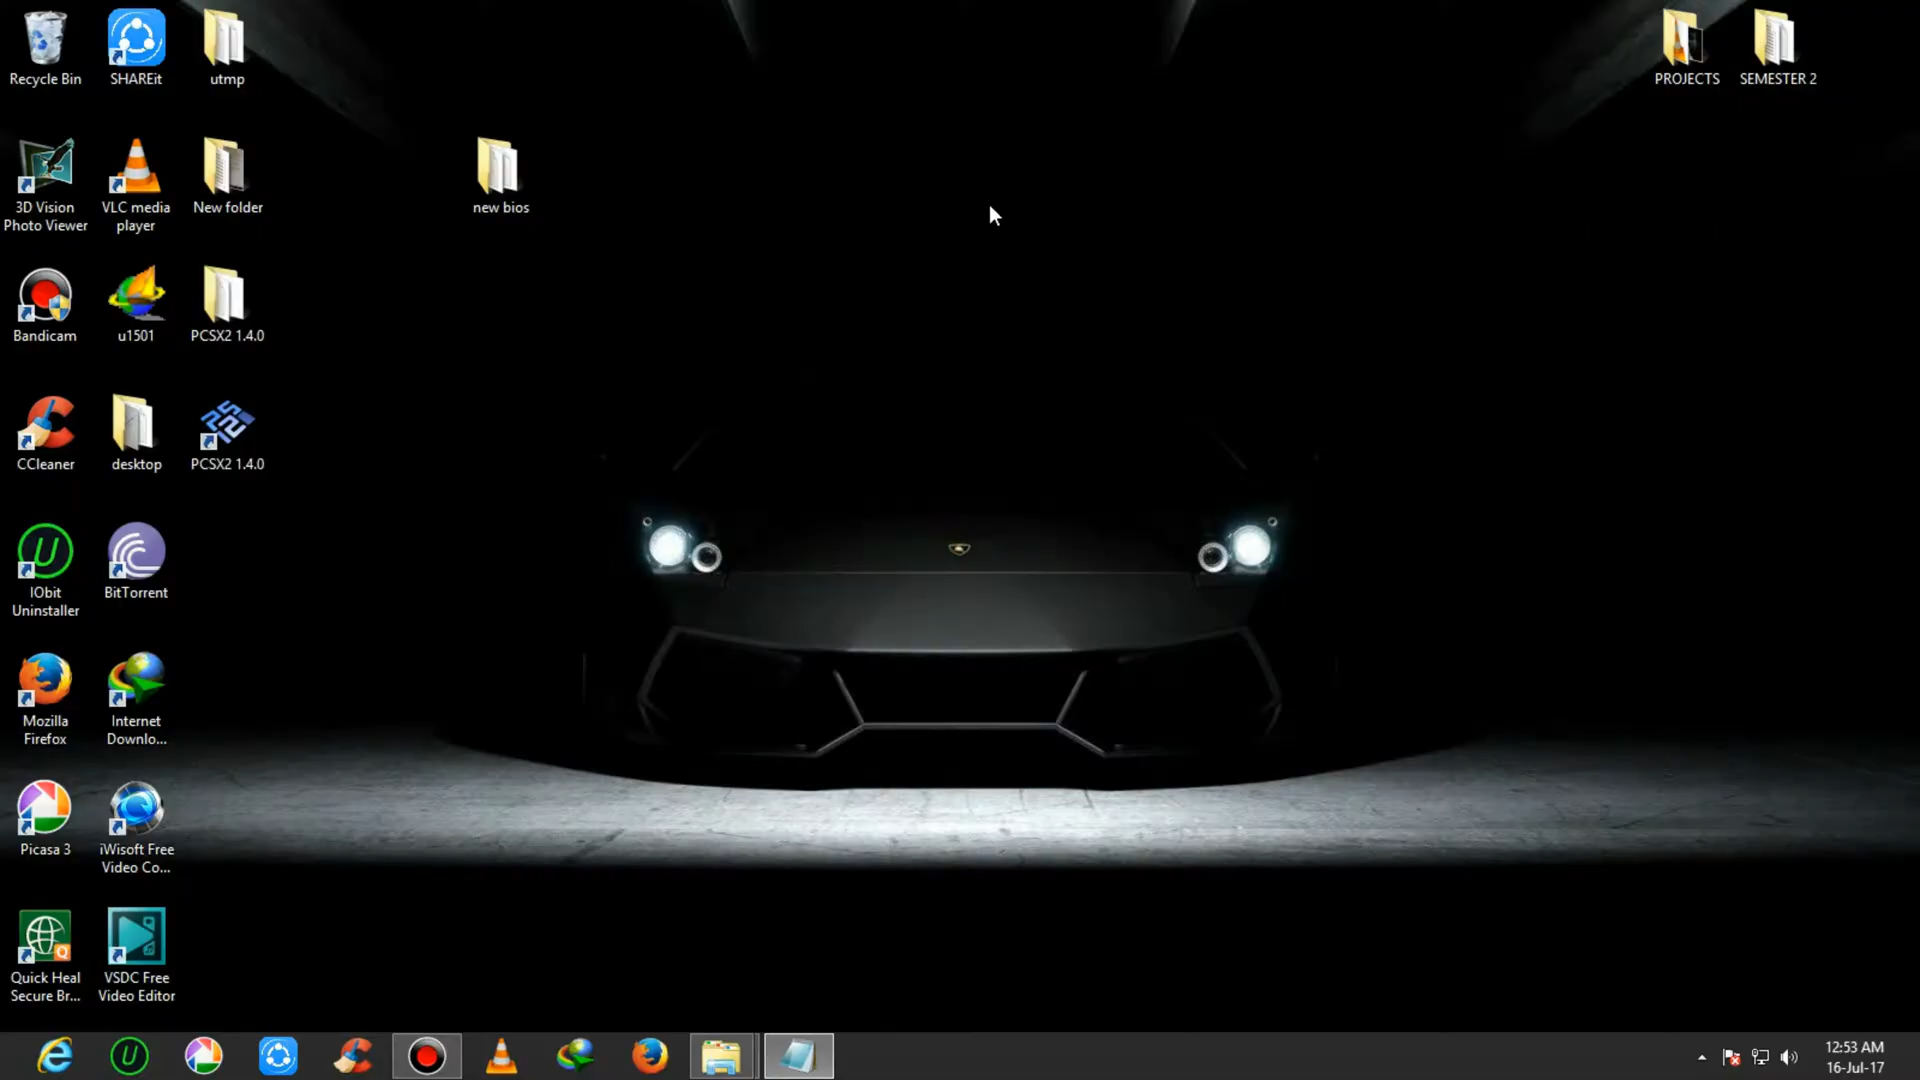 Recycle Bin
SHAREit
utmp
PROJECTS
SEMESTER 2
3D Vision
Photo Viewer
VLC media
player
New folder
new bios
Bandicam
u1501
PCSX2 1.4.0
CCleaner
desktop
PCSX2 1.4.0
IObit
Uninstaller
BitTorrent
Mozilla
Firefox
Internet
Downlo...
Picasa 3
iWisoft Free
Video Co...
Quick Heal
Secure Br...
VSDC Free
Video Editor
12:53 AM
16-Jul-17